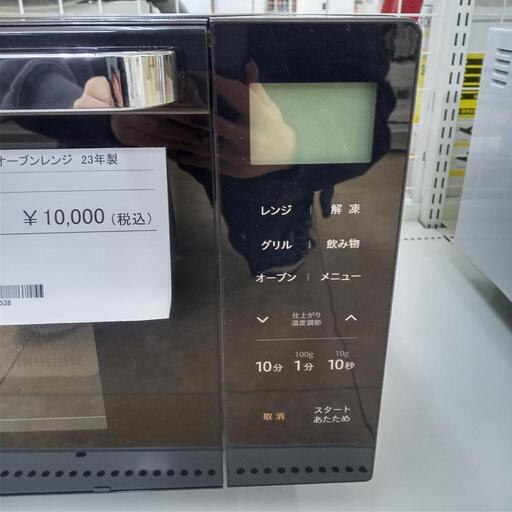 オーブンレンジ 23年製
￥10,000(税込)
538
レンジ | 解凍
グリル | 飲み物
オーブン | メニュー
仕上がり
温度調節
100g 10g
10分 1分 10秒
取消 スタート
あたため